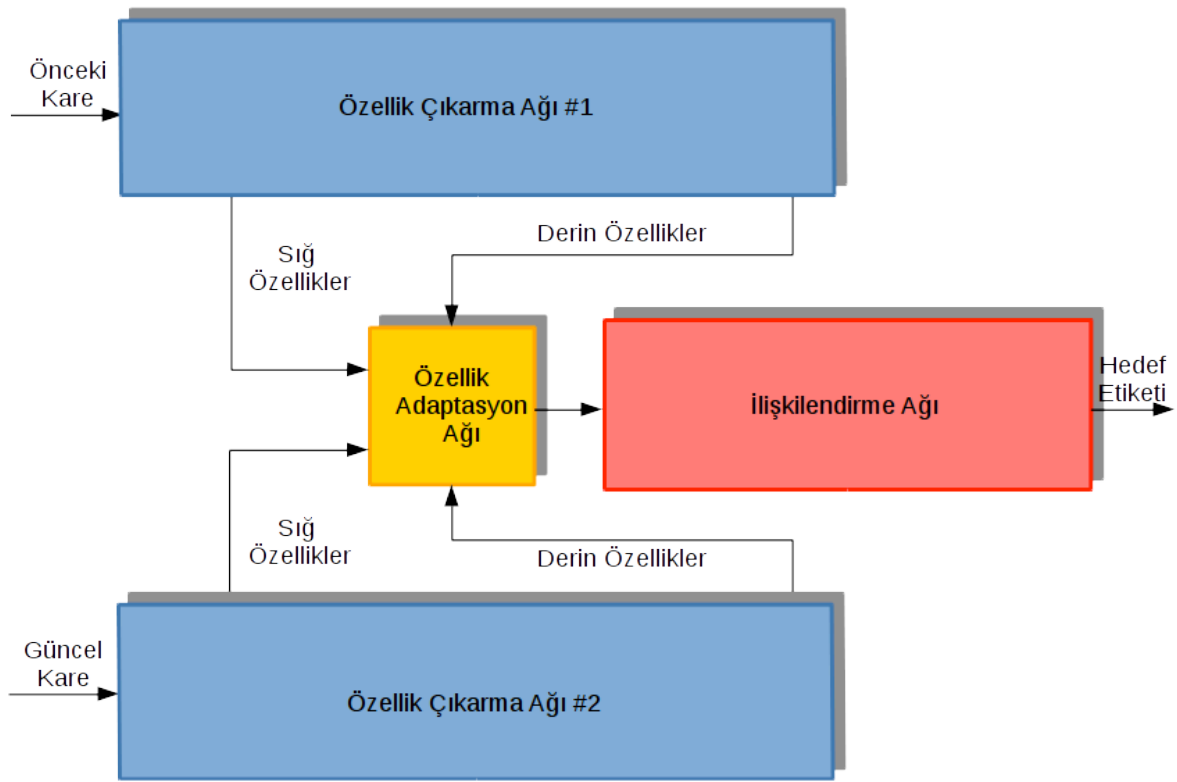 Önceki
Kare
Özellik Çıkarma Ağı #1
Sığ
Özellikler
Derin Özellikler
Özellik
Adaptasyon
Ağı
İlişkilendirme Ağı
Hedef
Etiketi
Sığ
Özellikler
Derin Özellikler
Güncel
Kare
Özellik Çıkarma Ağı #2